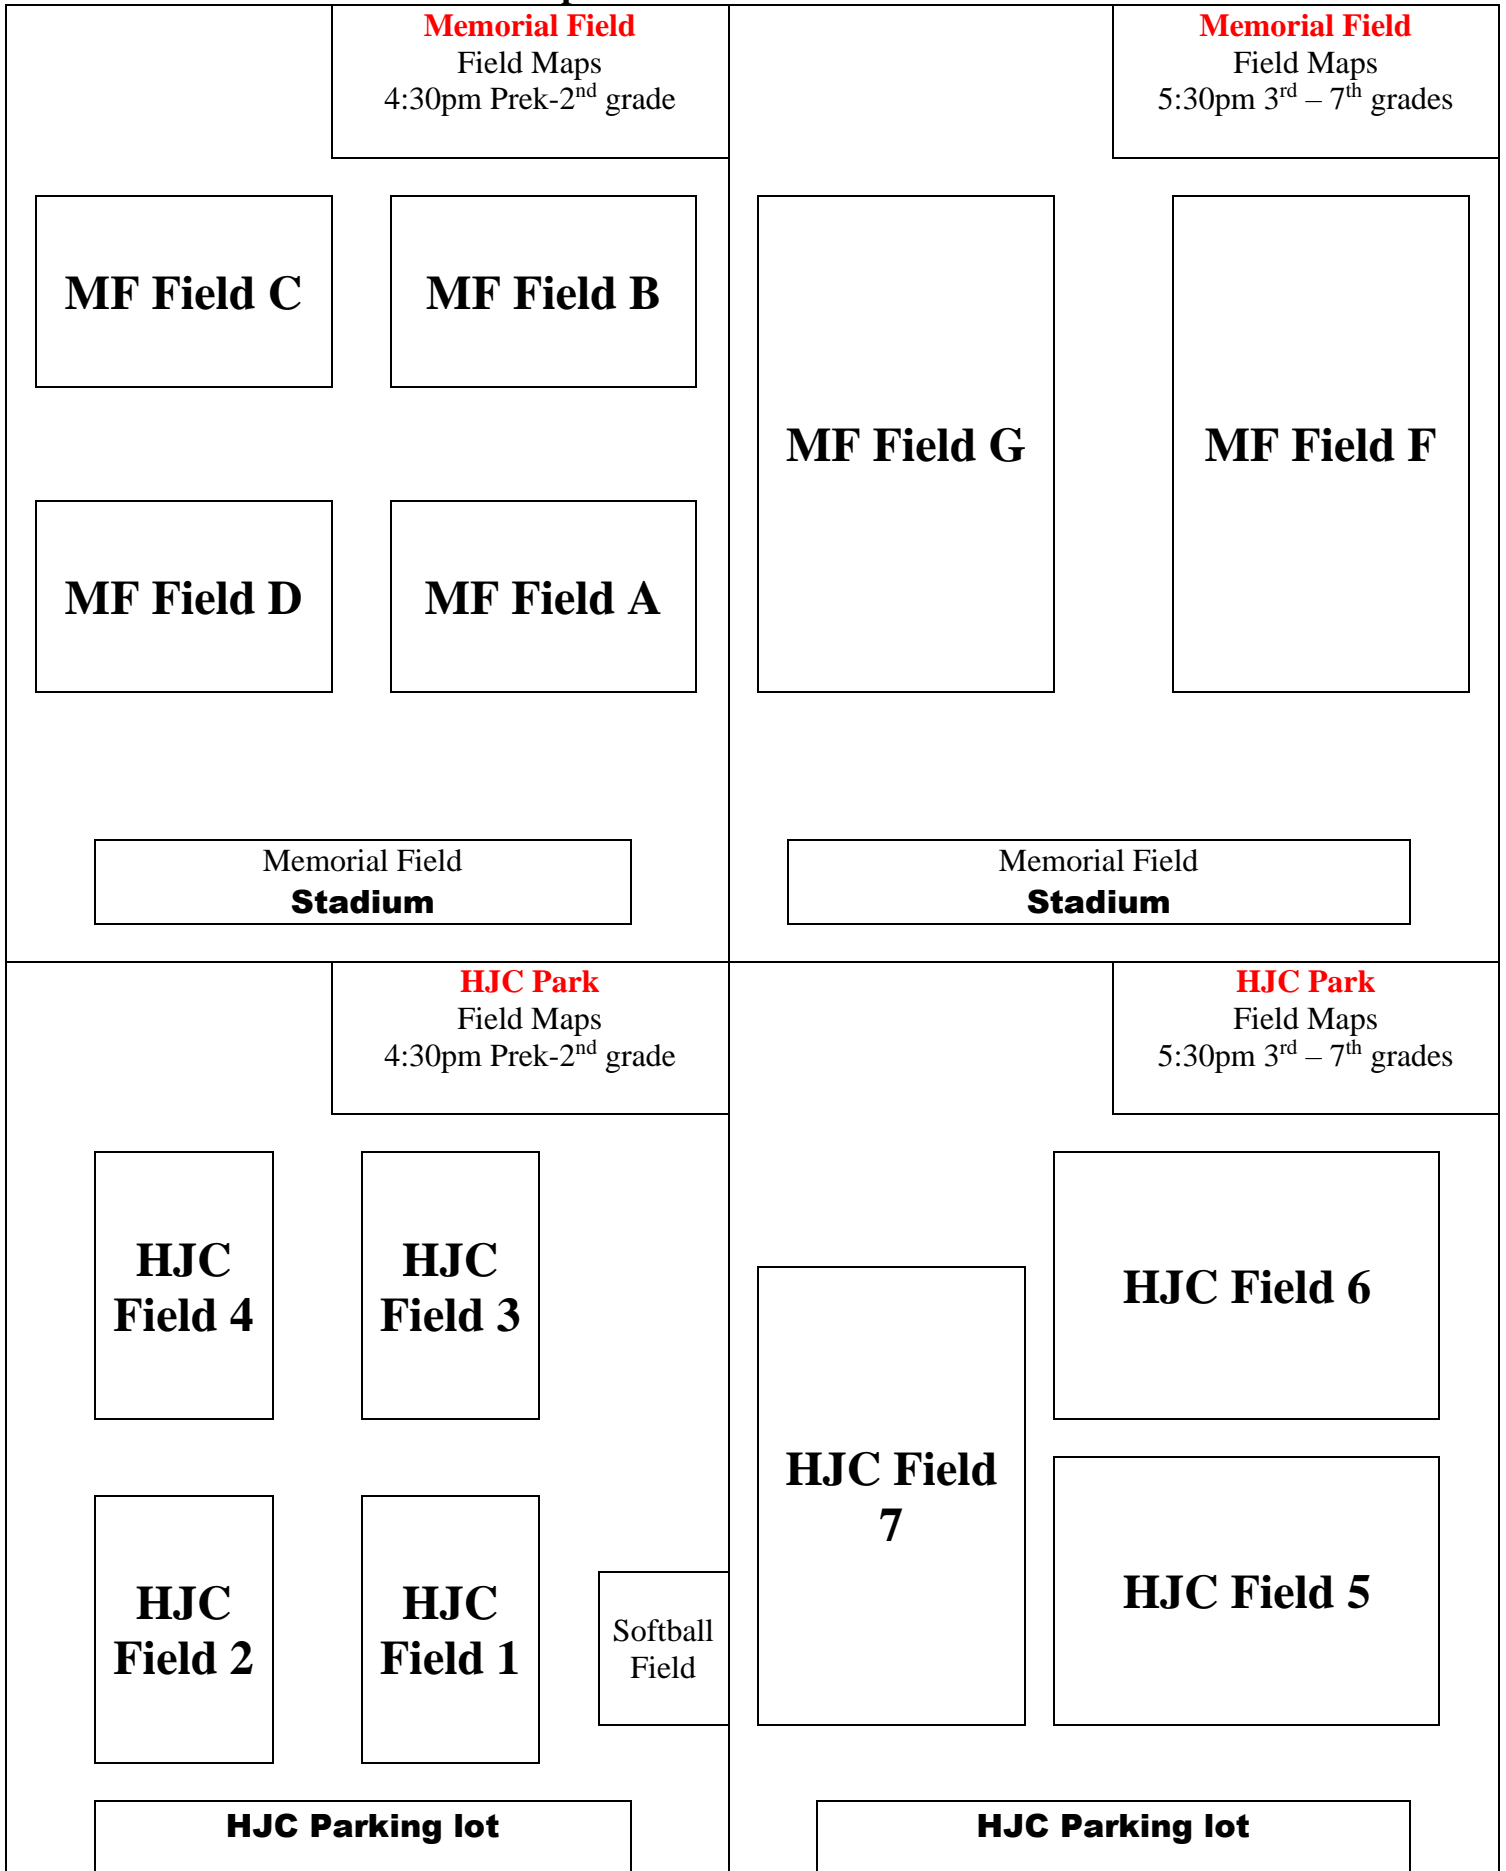 Memorial Field
Field Maps
4:30pm Prek-2nd grade
MF Field C
MF Field B
MF Field D
MF Field A
Memorial Field
Stadium
Memorial Field
Field Maps
5:30pm 3rd – 7th grades
MF Field G
MF Field F
Memorial Field
Stadium
HJC Park
Field Maps
4:30pm Prek-2nd grade
HJC
Field 4
HJC
Field 3
HJC
Field 2
HJC
Field 1
Softball
Field
HJC Parking lot
HJC Park
Field Maps
5:30pm 3rd – 7th grades
HJC Field 6
HJC Field
7
HJC Field 5
HJC Parking lot